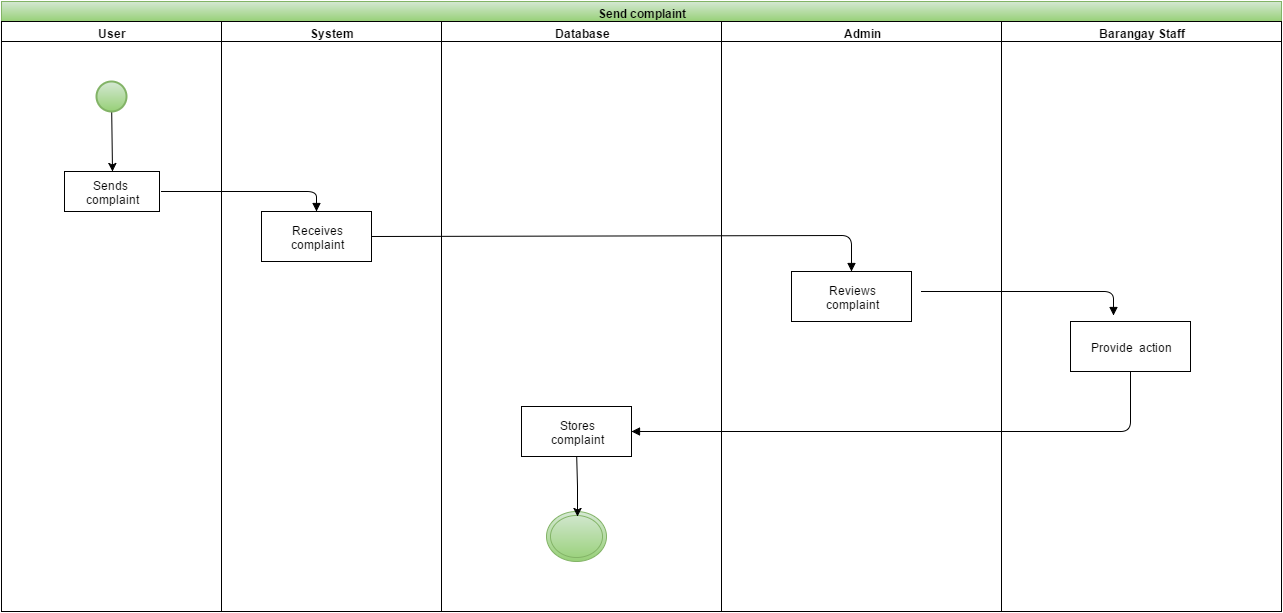 Send complaint
User
System
Database
Admin
Barangay Staff
Sends
complaint
Receives
complaint
Reviews
complaint
Provide action
Stores
complaint